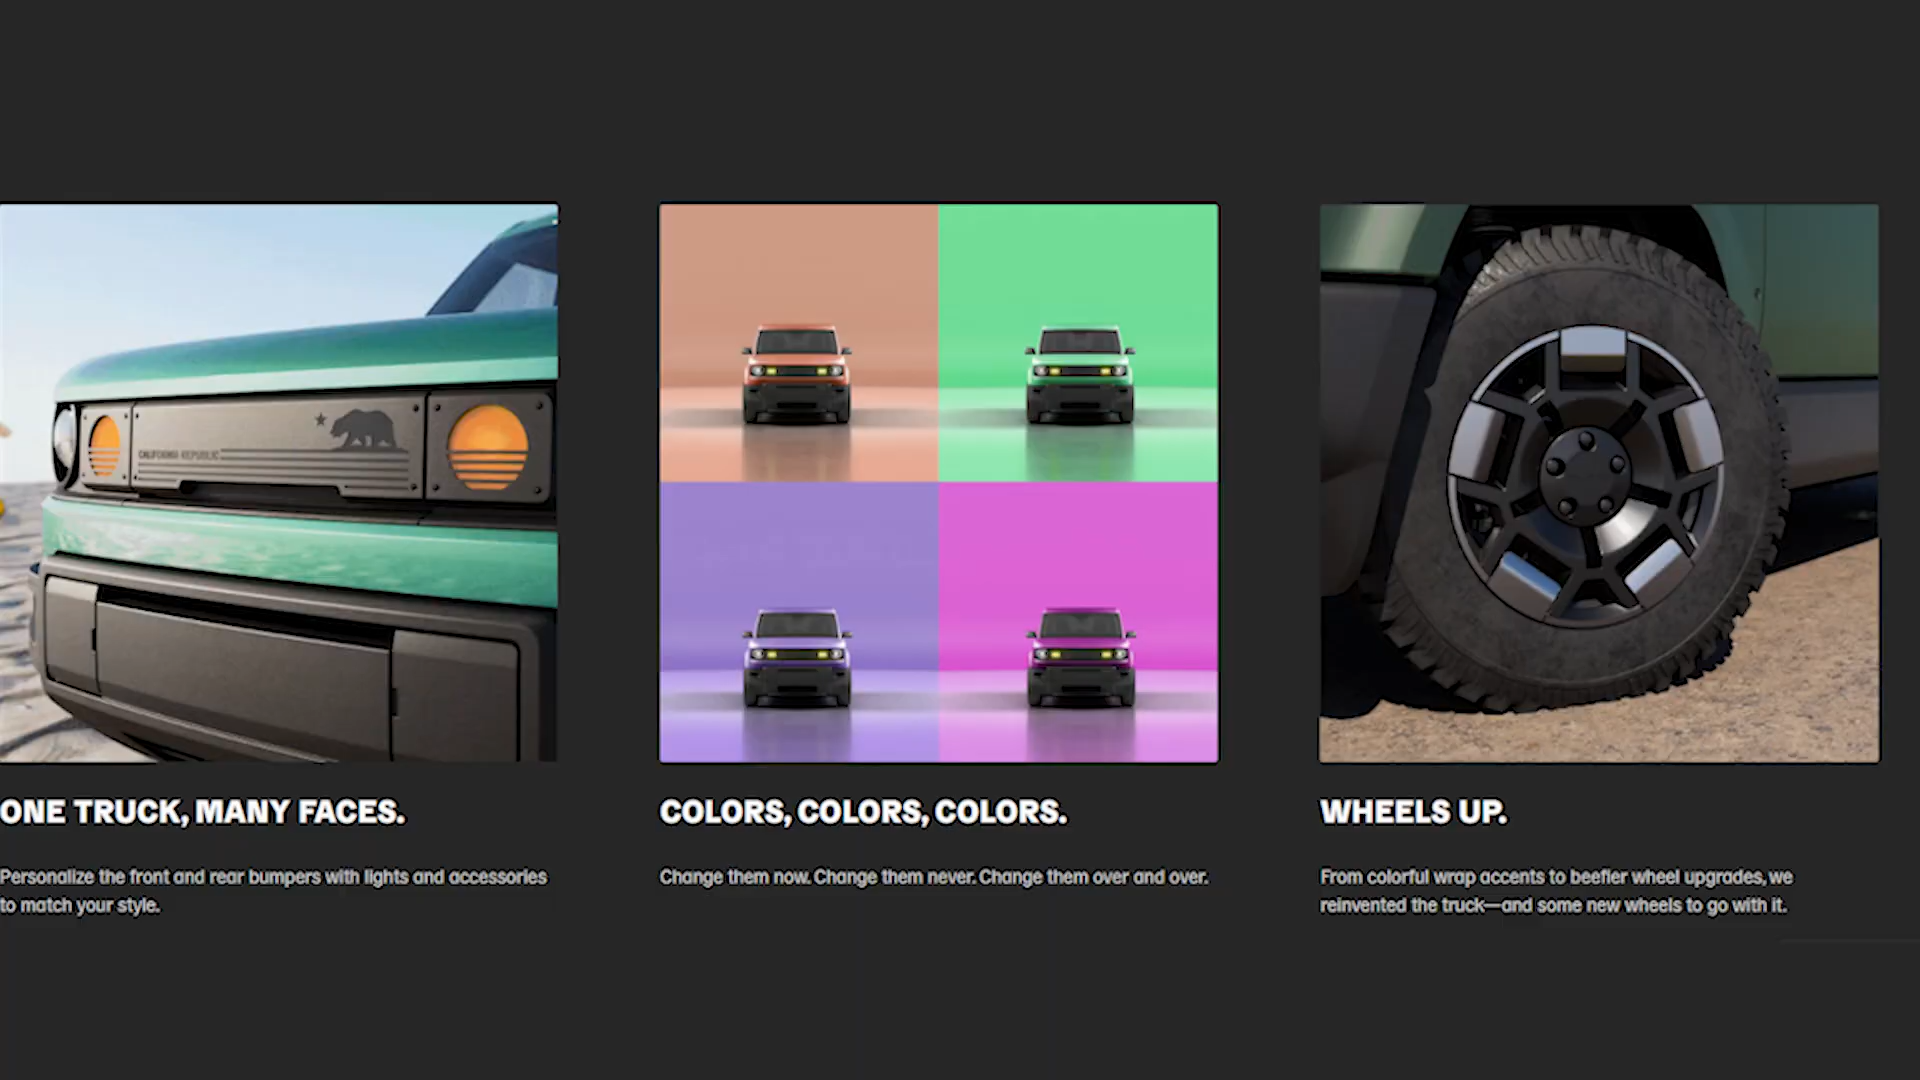 CALIFORNIA REPUBLIC
ONE TRUCK, MANY FACES.
Personalize the front and rear bumpers with lights and accessories
to match your style.
COLORS, COLORS, COLORS.
Change them now. Change them never. Change them over and over.
WHEELS UP.
From colorful wrap accents to beefier wheel upgrades, we
reinvented the truck—and some new wheels to go with it.